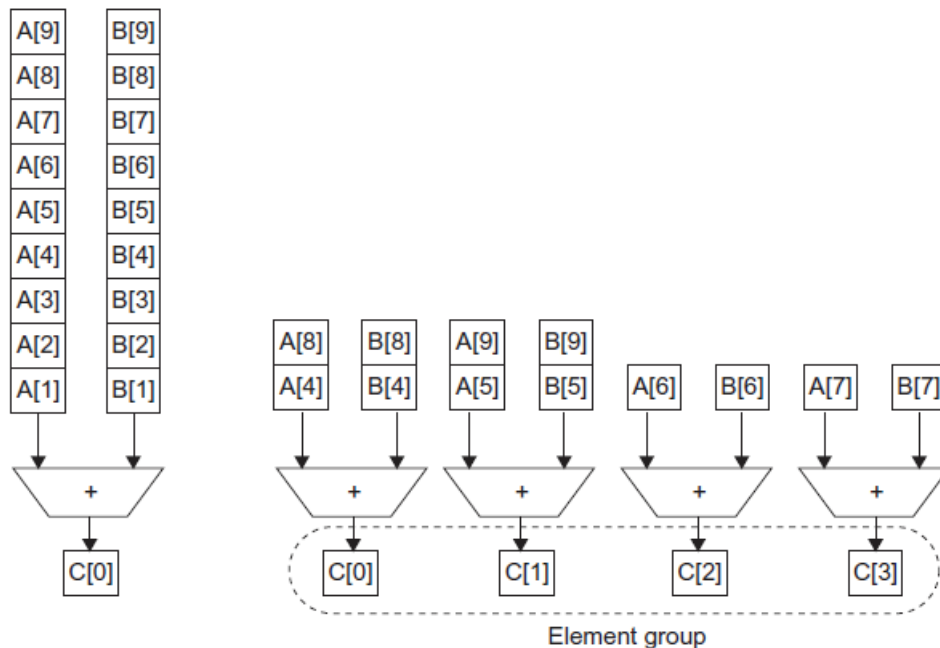 A[9] B[9]
A[8] B[8]
A[7] B[7]
A[6] B[6]
A[5] B[5]
A[4] B[4]
A[3] B[3]
A[2] B[2]
A[1] B[1]
+
C[0]
A[8] B[8] A[9] B[9]
A[4] B[4] A[5] B[5] A[6] B[6] A[7] B[7]
+ + + +
C[0] C[1] C[2] C[3]
Element group